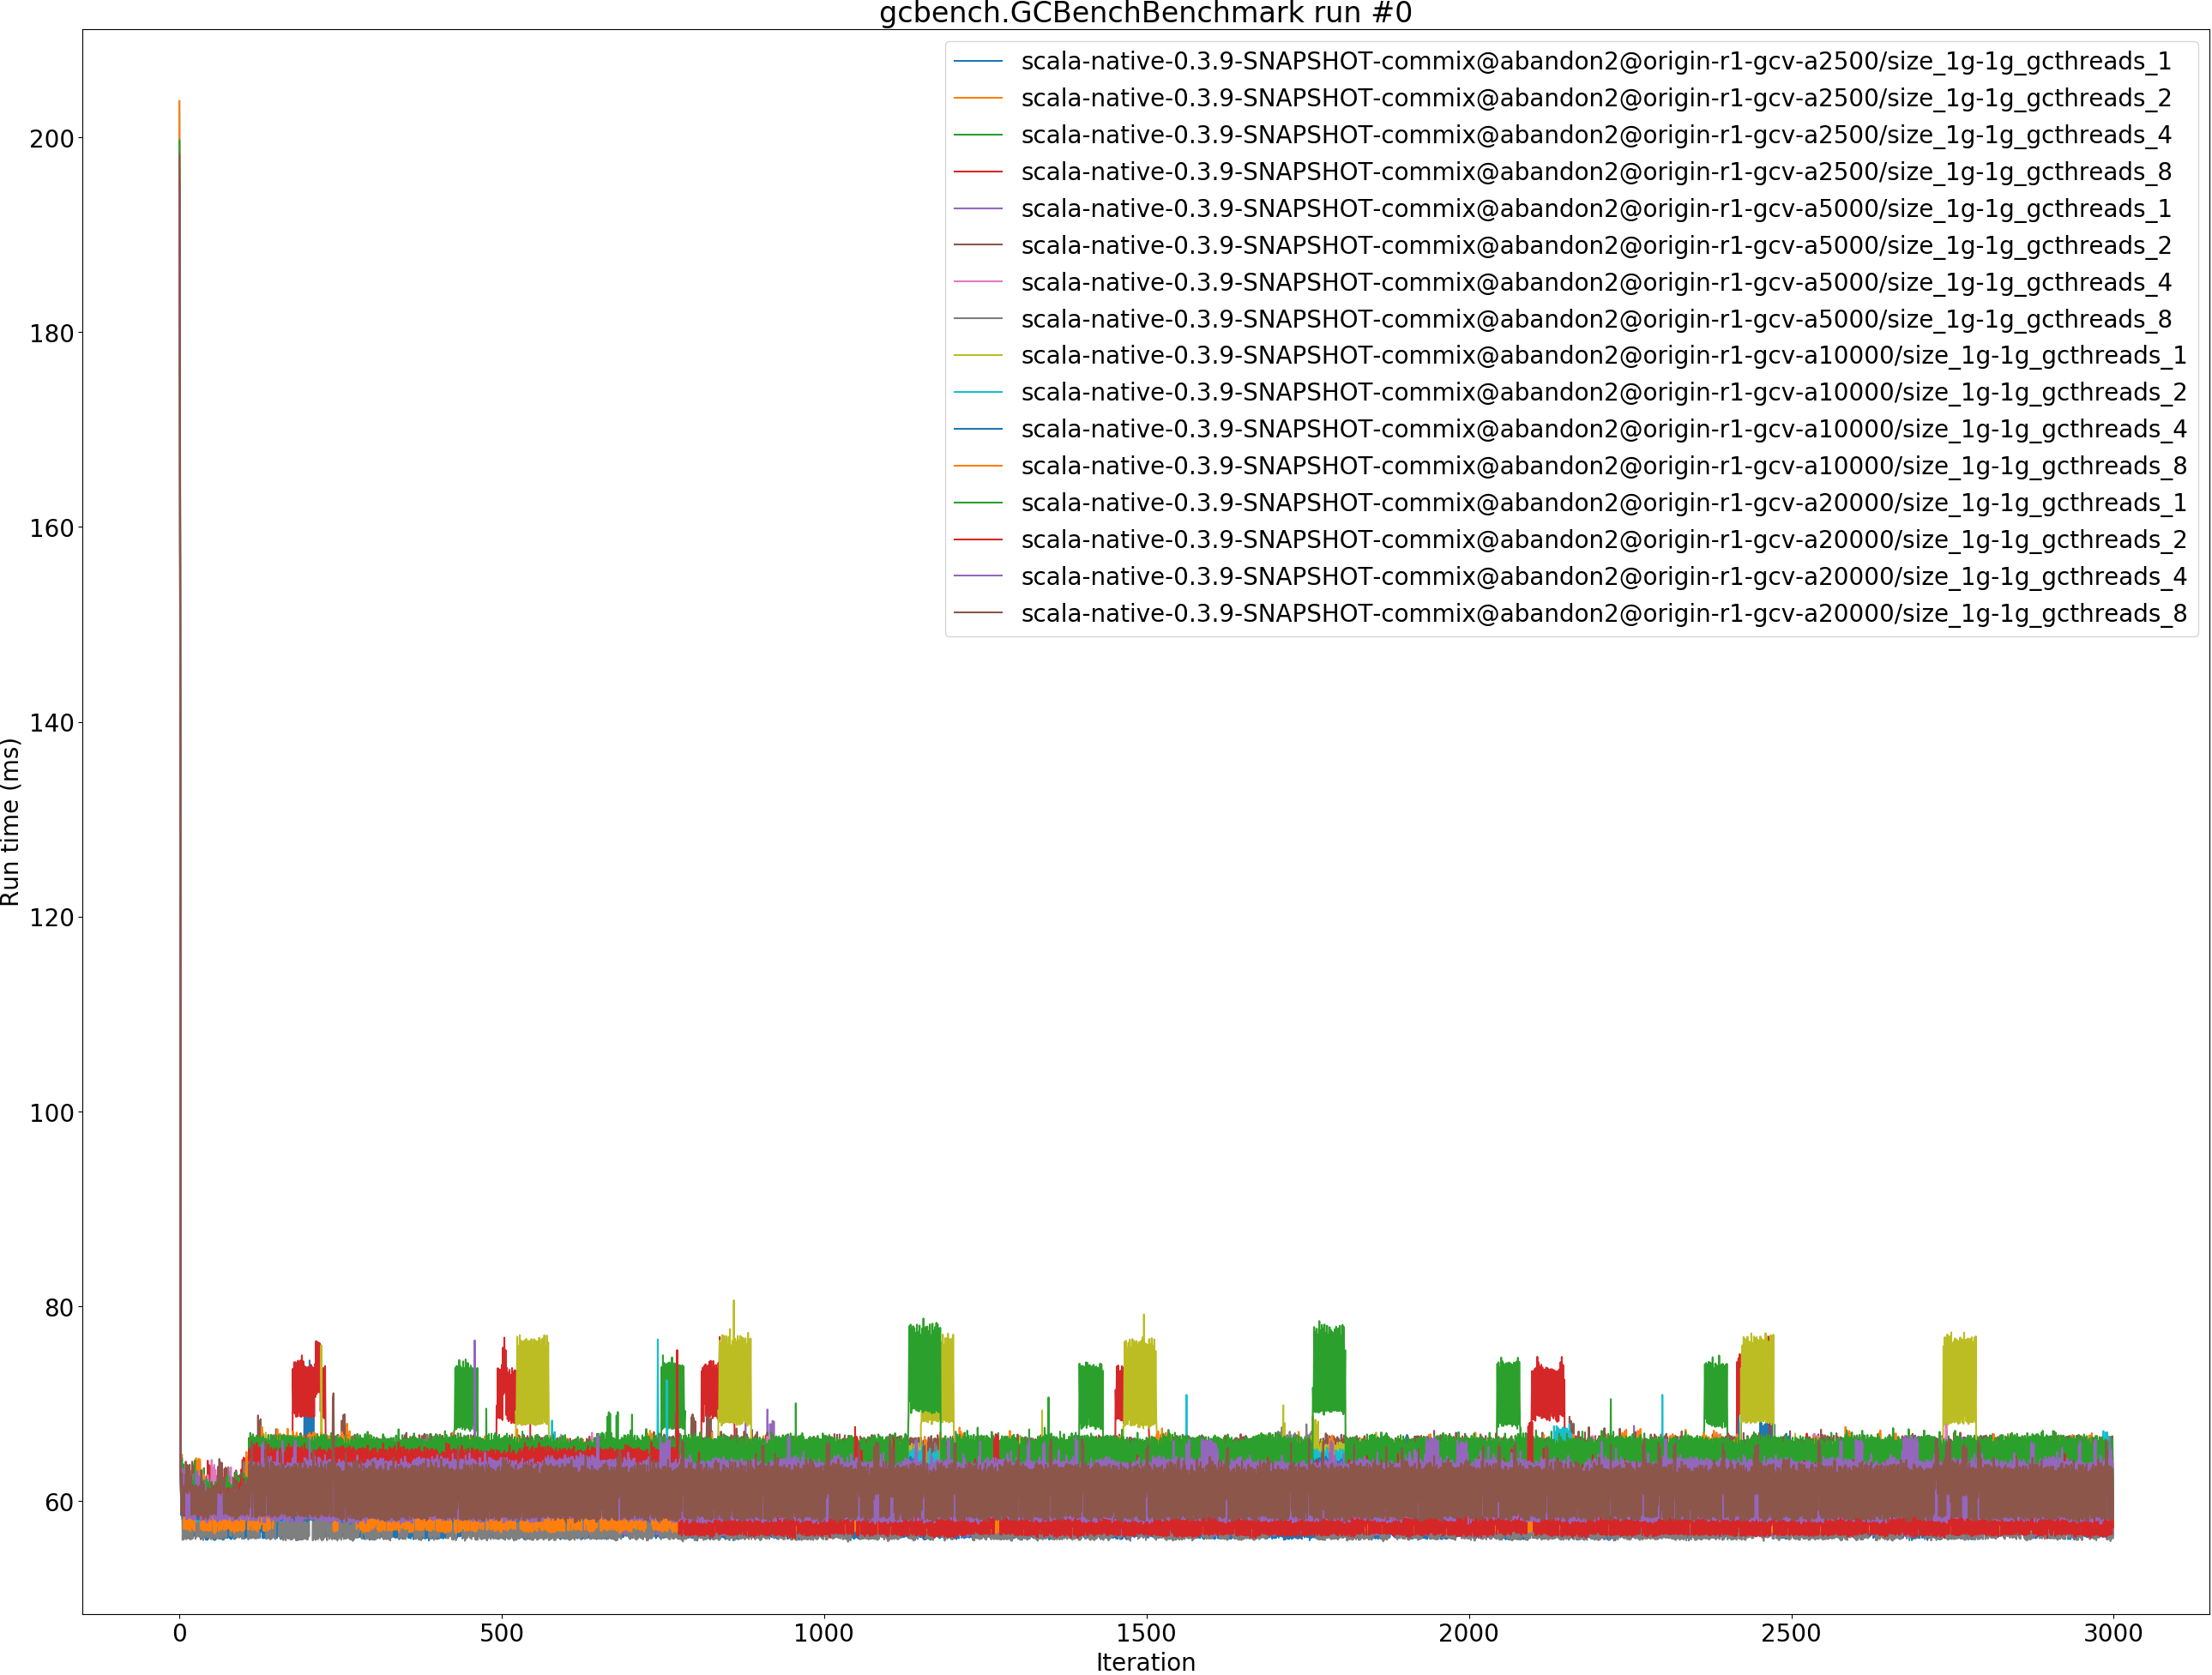 gcbench.GCBenchBenchmark run #0
scala-native-0.3.9-SNAPSHOT-commix@abandon2@origin-r1-gcv-a2500/size_1g-1g_gcthreads_1
scala-native-0.3.9-SNAPSHOT-commix@abandon2@origin-r1-gcv-a2500/size_1g-1g_gcthreads_2
scala-native-0.3.9-SNAPSHOT-commix@abandon2@origin-r1-gcv-a2500/size_1g-1g_gcthreads_4
scala-native-0.3.9-SNAPSHOT-commix@abandon2@origin-r1-gcv-a2500/size_1g-1g_gcthreads_8
scala-native-0.3.9-SNAPSHOT-commix@abandon2@origin-r1-gcv-a5000/size_1g-1g_gcthreads_1
scala-native-0.3.9-SNAPSHOT-commix@abandon2@origin-r1-gcv-a5000/size_1g-1g_gcthreads_2
scala-native-0.3.9-SNAPSHOT-commix@abandon2@origin-r1-gcv-a5000/size_1g-1g_gcthreads_4
scala-native-0.3.9-SNAPSHOT-commix@abandon2@origin-r1-gcv-a5000/size_1g-1g_gcthreads_8
scala-native-0.3.9-SNAPSHOT-commix@abandon2@origin-r1-gcv-a10000/size_1g-1g_gcthreads_1
scala-native-0.3.9-SNAPSHOT-commix@abandon2@origin-r1-gcv-a10000/size_1g-1g_gcthreads_2
scala-native-0.3.9-SNAPSHOT-commix@abandon2@origin-r1-gcv-a10000/size_1g-1g_gcthreads_4
scala-native-0.3.9-SNAPSHOT-commix@abandon2@origin-r1-gcv-a10000/size_1g-1g_gcthreads_8
scala-native-0.3.9-SNAPSHOT-commix@abandon2@origin-r1-gcv-a20000/size_1g-1g_gcthreads_1
scala-native-0.3.9-SNAPSHOT-commix@abandon2@origin-r1-gcv-a20000/size_1g-1g_gcthreads_2
scala-native-0.3.9-SNAPSHOT-commix@abandon2@origin-r1-gcv-a20000/size_1g-1g_gcthreads_4
scala-native-0.3.9-SNAPSHOT-commix@abandon2@origin-r1-gcv-a20000/size_1g-1g_gcthreads_8
200
180
160
140
120
100
80
60
Run time (ms)
0 500 1000 1500 2000 2500 3000
Iteration